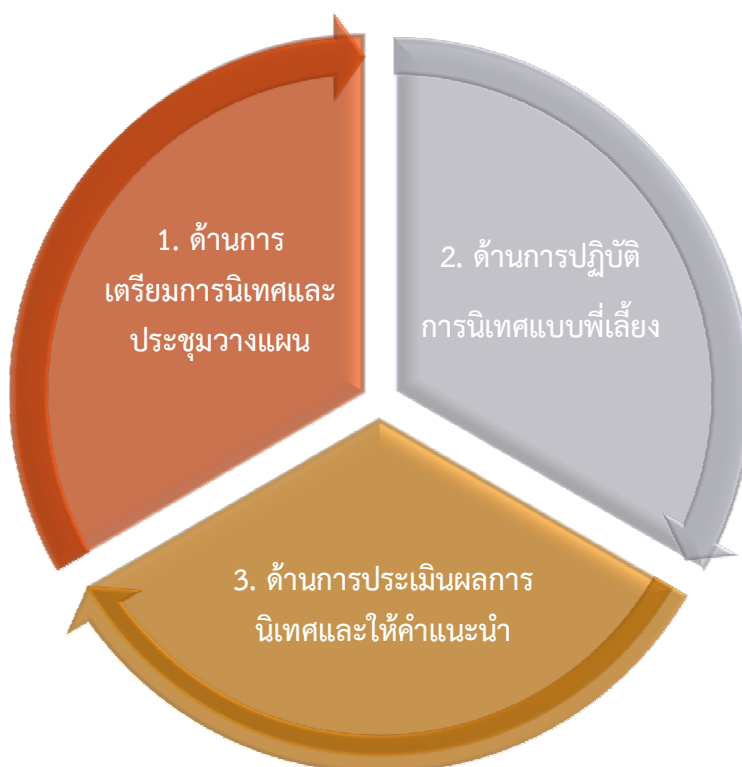 1. ด้านการ
เตรียมการนิเทศและ
ประชุมวางแผน
2. ด้านการปฏิบัติ
การนิเทศแบบพี่เลี้ยง
3. ด้านการประเมินผลการ
นิเทศและให้คำแนะนำ